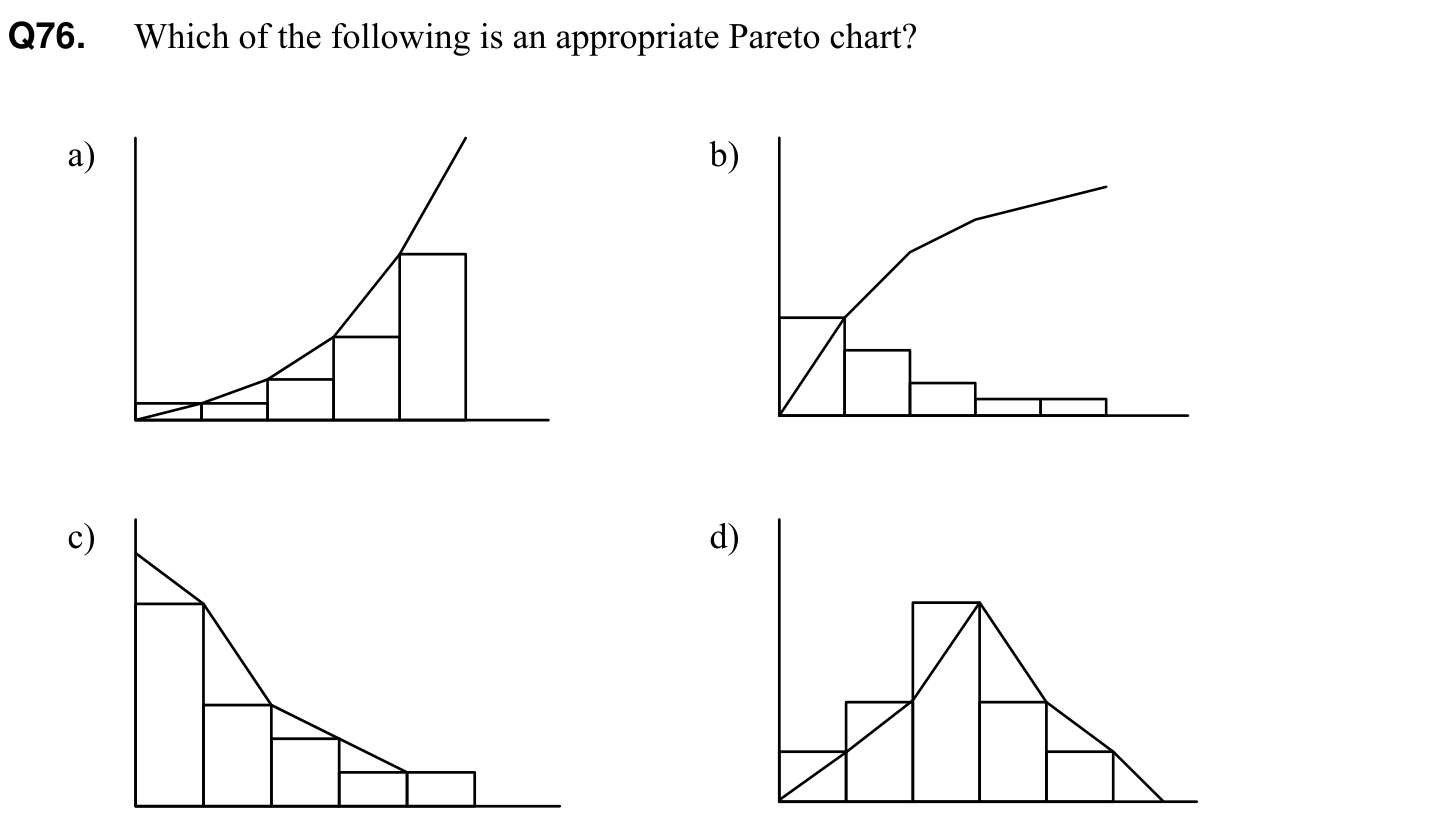 Q76. Which of the following is an appropriate Pareto chart?
a) b)
c) d)